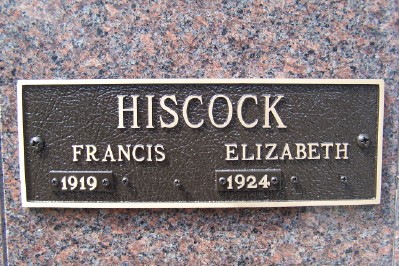 HISCOCK
FRANCIS ELIZABETH
1919 1924